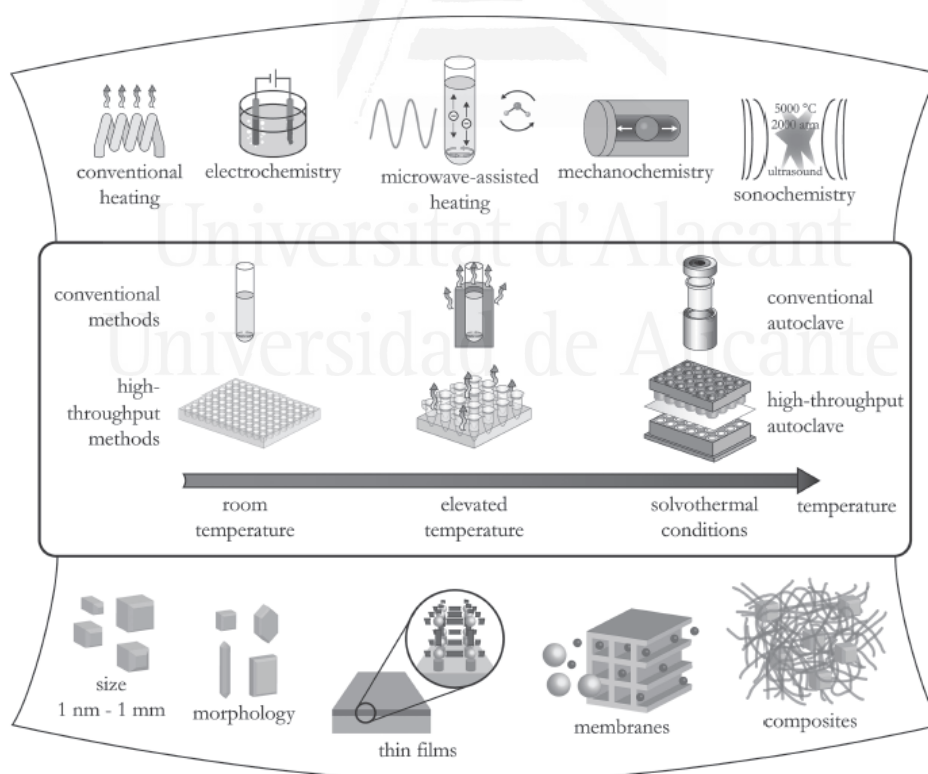 conventional
heating
electrochemistry
microwave-assisted
heating
mechanochemistry
5000 °C
2000 atm
ultrasound
sonochemistry
Universitat d'Alacant
Universidad de Alicante
conventional
methods
conventional
autoclave
high-
throughput
methods
high-throughput
autoclave
room
temperature
elevated
temperature
solvothermal
conditions
temperature
size
1 nm - 1 mm
morphology
thin films
membranes
composites